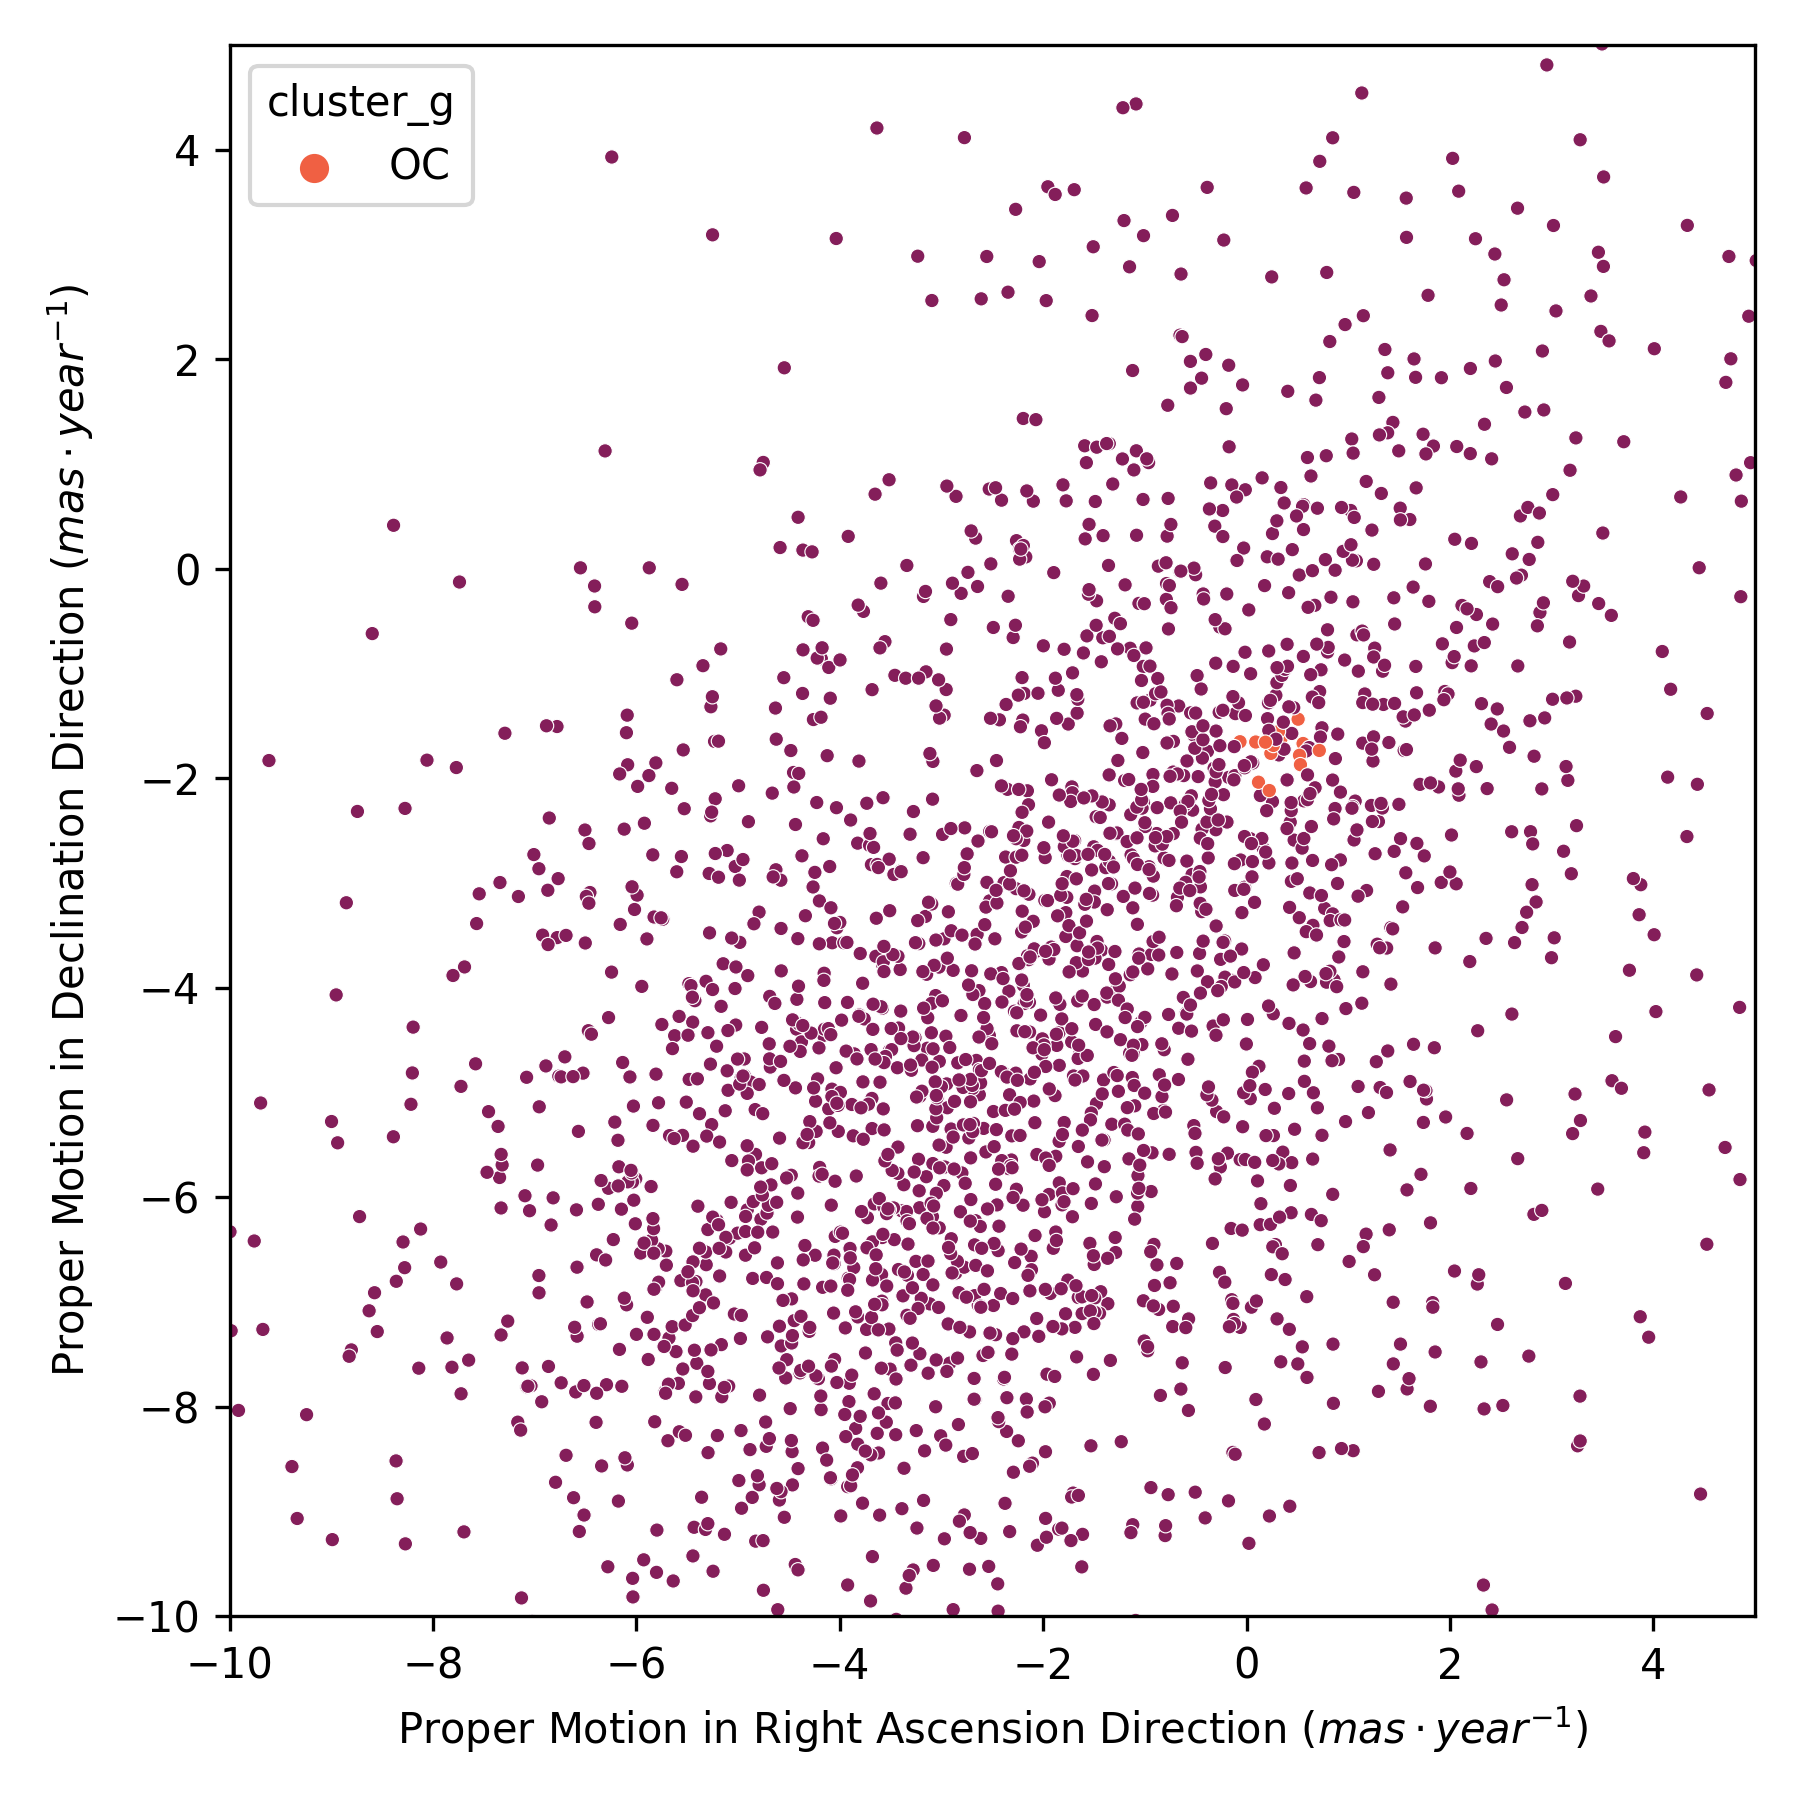 cluster_g
OC
4
2
0
−2
−4
−6
−8
−10
−10 −8 −6 −4 −2 0 2 4
Proper Motion in Declination Direction (mas · year⁻¹)
Proper Motion in Right Ascension Direction (mas · year⁻¹)